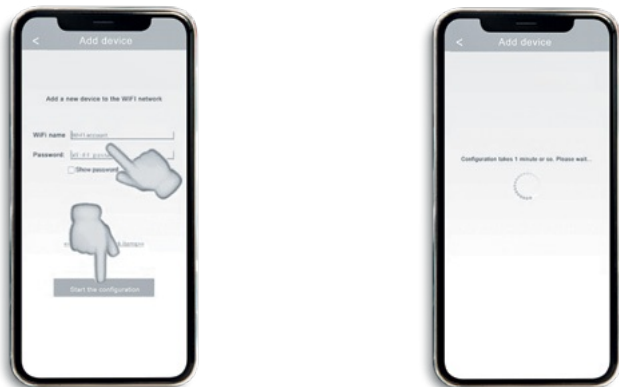 < Add device
Add a new device to the WIFI network
WiFi name
Password:
Show password
Start the configuration
< Add device
Configuration takes 1 minute or so. Please wait...